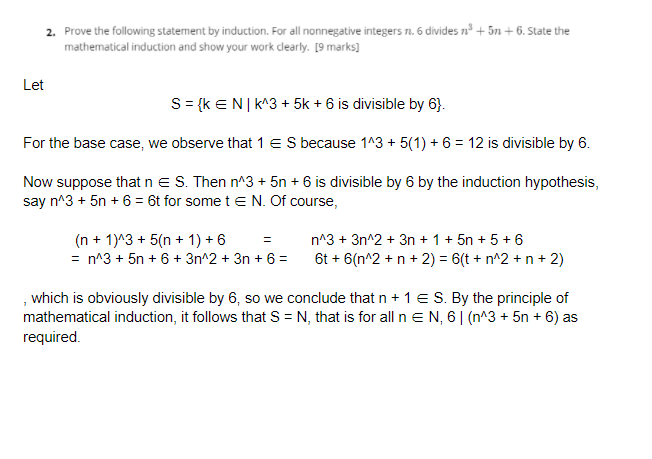 2. Prove the following statement by induction. For all nonnegative integers n. 6 divides n³ + 5n + 6. State the
mathematical induction and show your work clearly. [9 marks]
Let
S = {k ∈ N | k^3 + 5k + 6 is divisible by 6}.
For the base case, we observe that 1 ∈ S because 1^3 + 5(1) + 6 = 12 is divisible by 6.
Now suppose that n ∈ S. Then n^3 + 5n + 6 is divisible by 6 by the induction hypothesis,
say n^3 + 5n + 6 = 6t for some t ∈ N. Of course,
(n + 1)^3 + 5(n + 1) + 6 = n^3 + 3n^2 + 3n + 1 + 5n + 5 + 6
= n^3 + 5n + 6 + 3n^2 + 3n + 6 = 6t + 6(n^2 + n + 2) = 6(t + n^2 + n + 2)
, which is obviously divisible by 6, so we conclude that n + 1 ∈ S. By the principle of
mathematical induction, it follows that S = N, that is for all n ∈ N, 6 | (n^3 + 5n + 6) as
required.